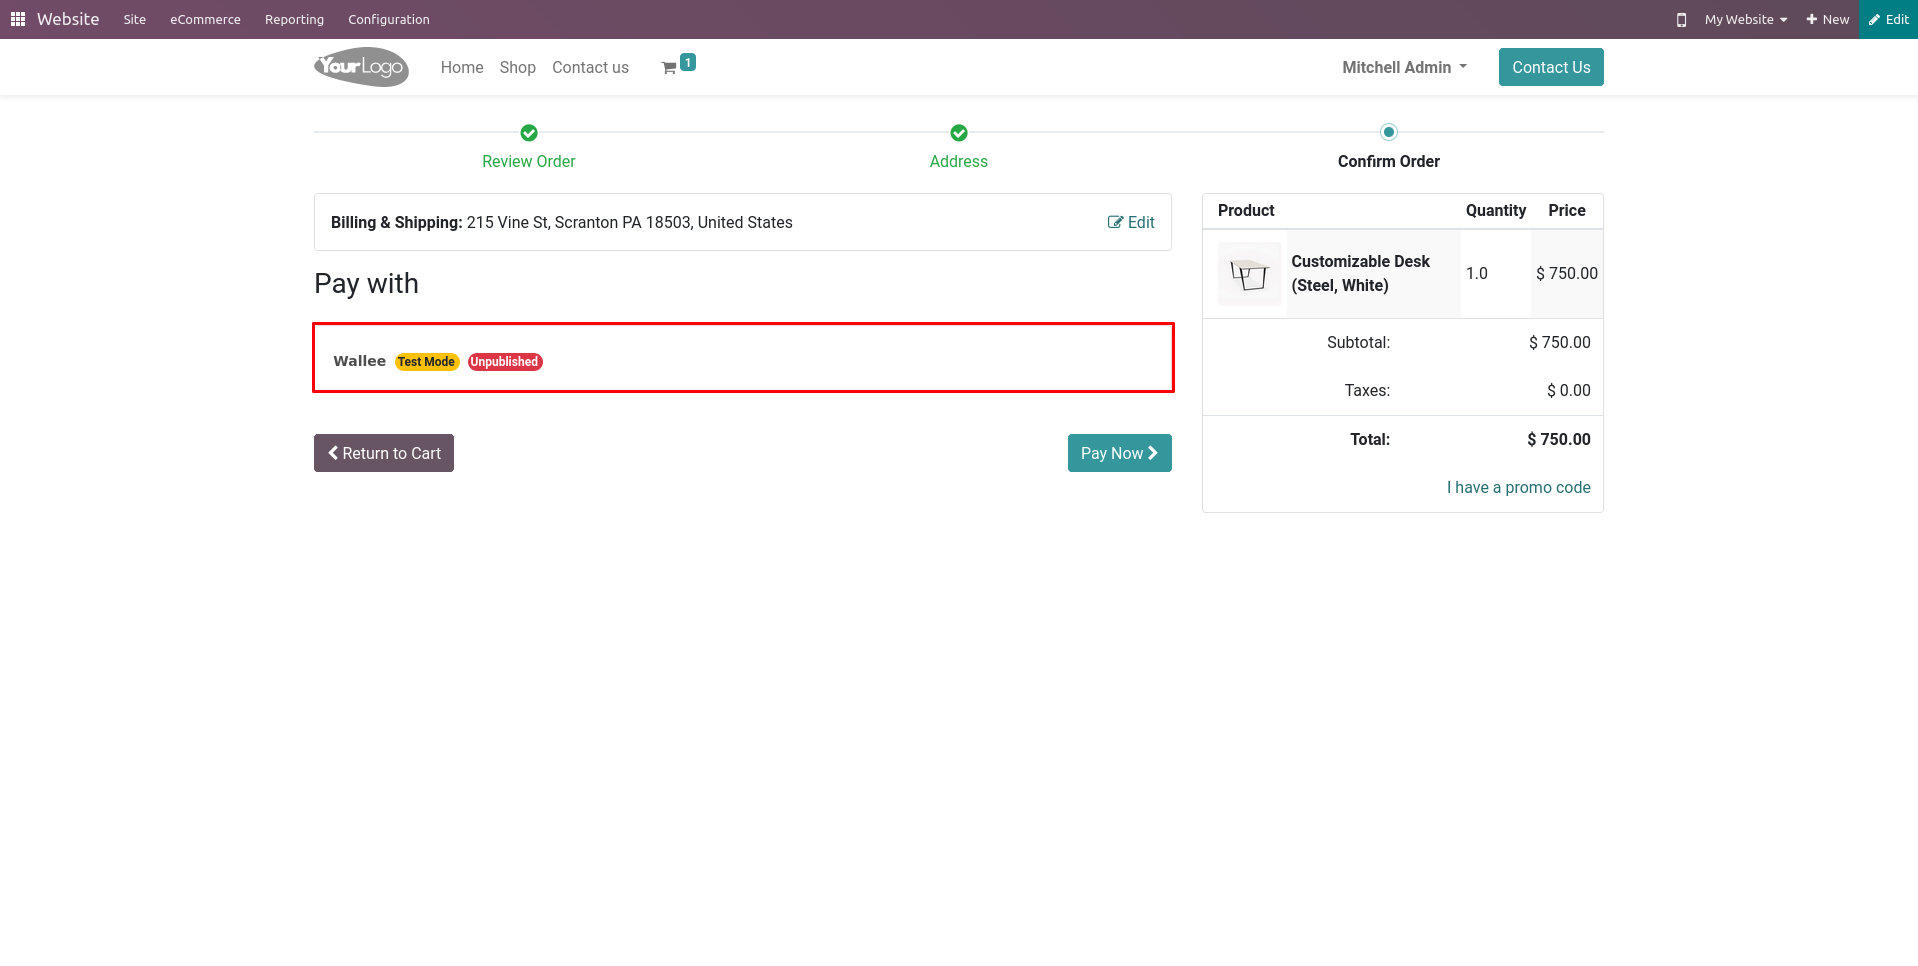 Website Site eCommerce Reporting Configuration My Website New Edit
YourLogo Home Shop Contact us 1 Mitchell Admin Contact Us
Review Order Address Confirm Order
Billing & Shipping: 215 Vine St, Scranton PA 18503, United States Edit
Pay with
Wallee Test Mode Unpublished
Return to Cart Pay Now
Product Quantity Price
Customizable Desk
(Steel, White) 1.0 $ 750.00
Subtotal: $ 750.00
Taxes: $ 0.00
Total: $ 750.00
I have a promo code